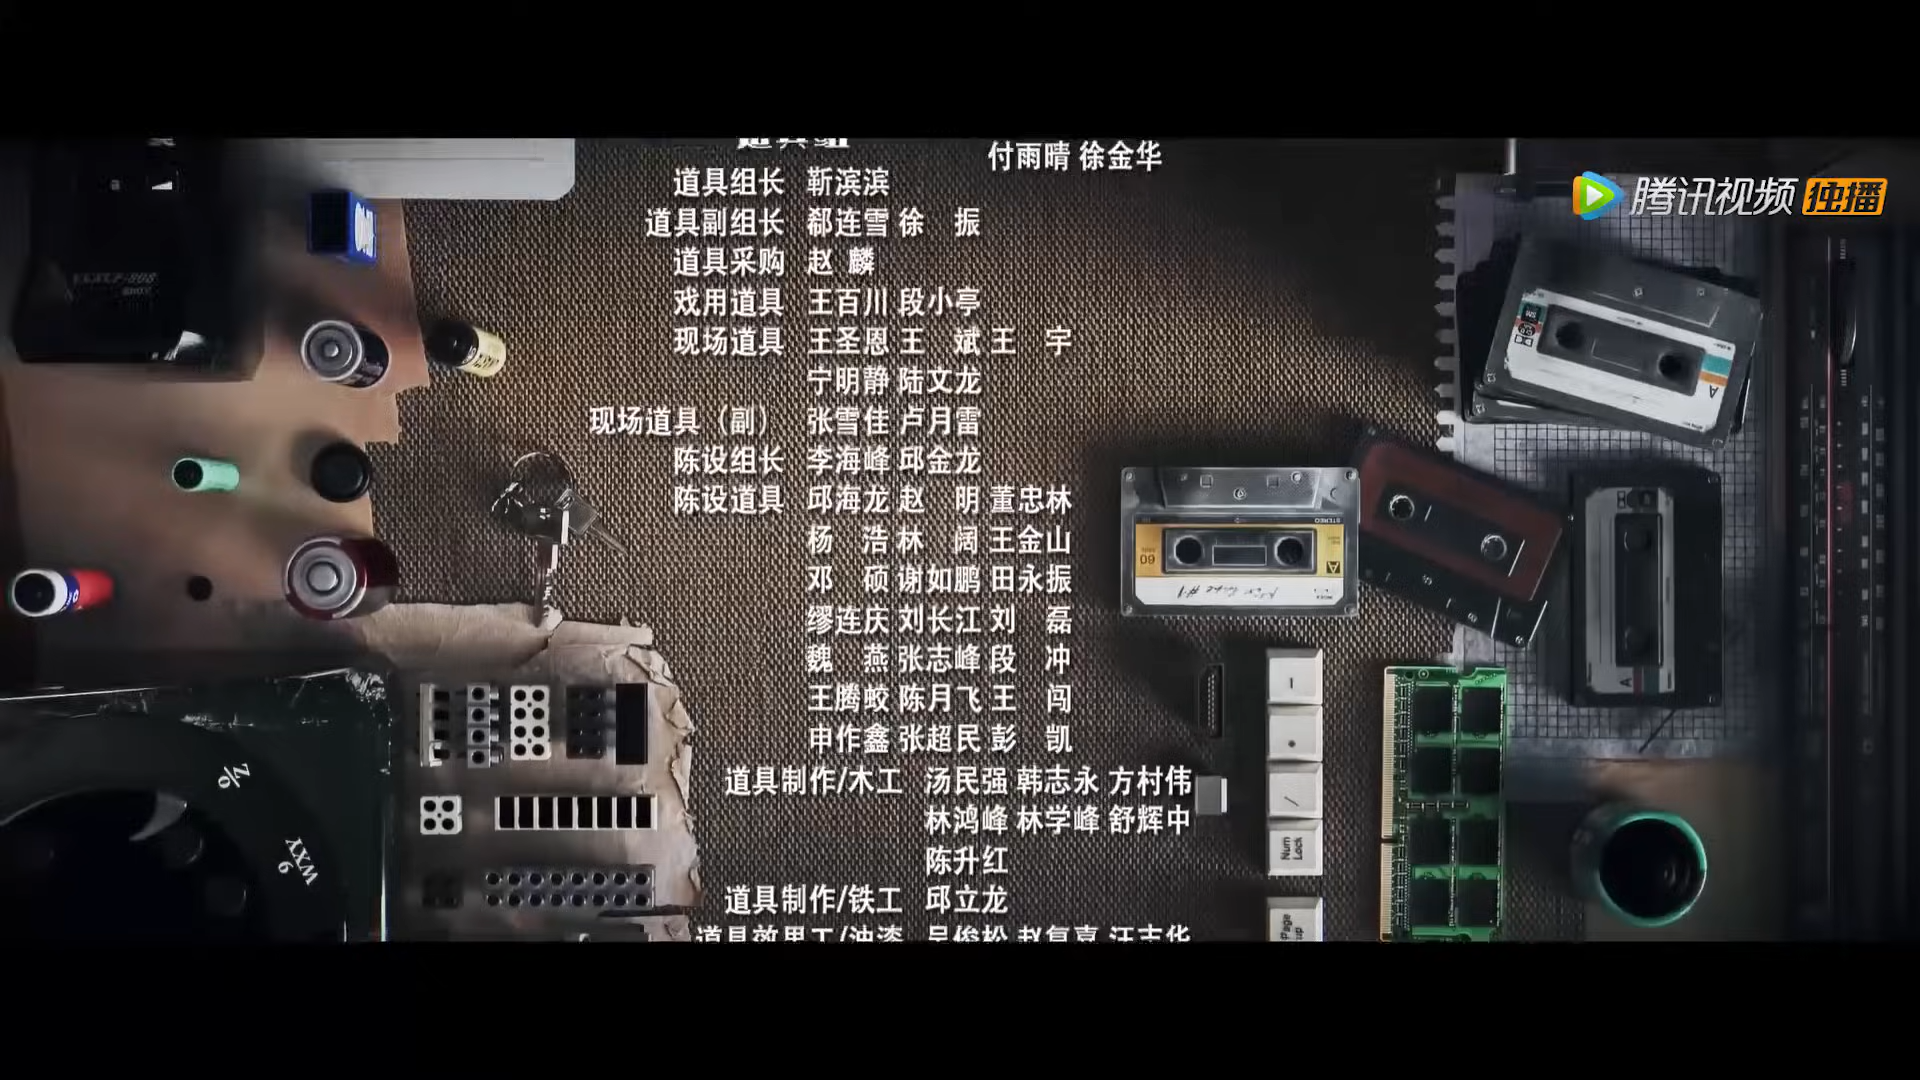 付雨晴 徐金华
道具组长 靳滨滨
道具副组长 郄连雪 徐 振
道具采购 赵 麟
戏用道具 王百川 段小亭
现场道具 王圣恩 王 斌 王 宇
宁明静 陆文龙
现场道具（副） 张雪佳 卢月雷
陈设组长 李海峰 邱金龙
陈设道具 邱海龙 赵 明 董忠林
杨 浩 林 阔 王金山
邓 硕 谢如鹏 田永振
缪连庆 刘长江 刘 磊
魏 燕 张志峰 段 冲
王腾蛟 陈月飞 王 闯
申作鑫 张超民 彭 凯
道具制作/木工 汤民强 韩志永 方村伟
林鸿峰 林学峰 舒辉中
陈升红
道具制作/铁工 邱立龙
腾讯视频 独播
STEREO
60
A
A
A
Num
Lock
Page
WXY
9